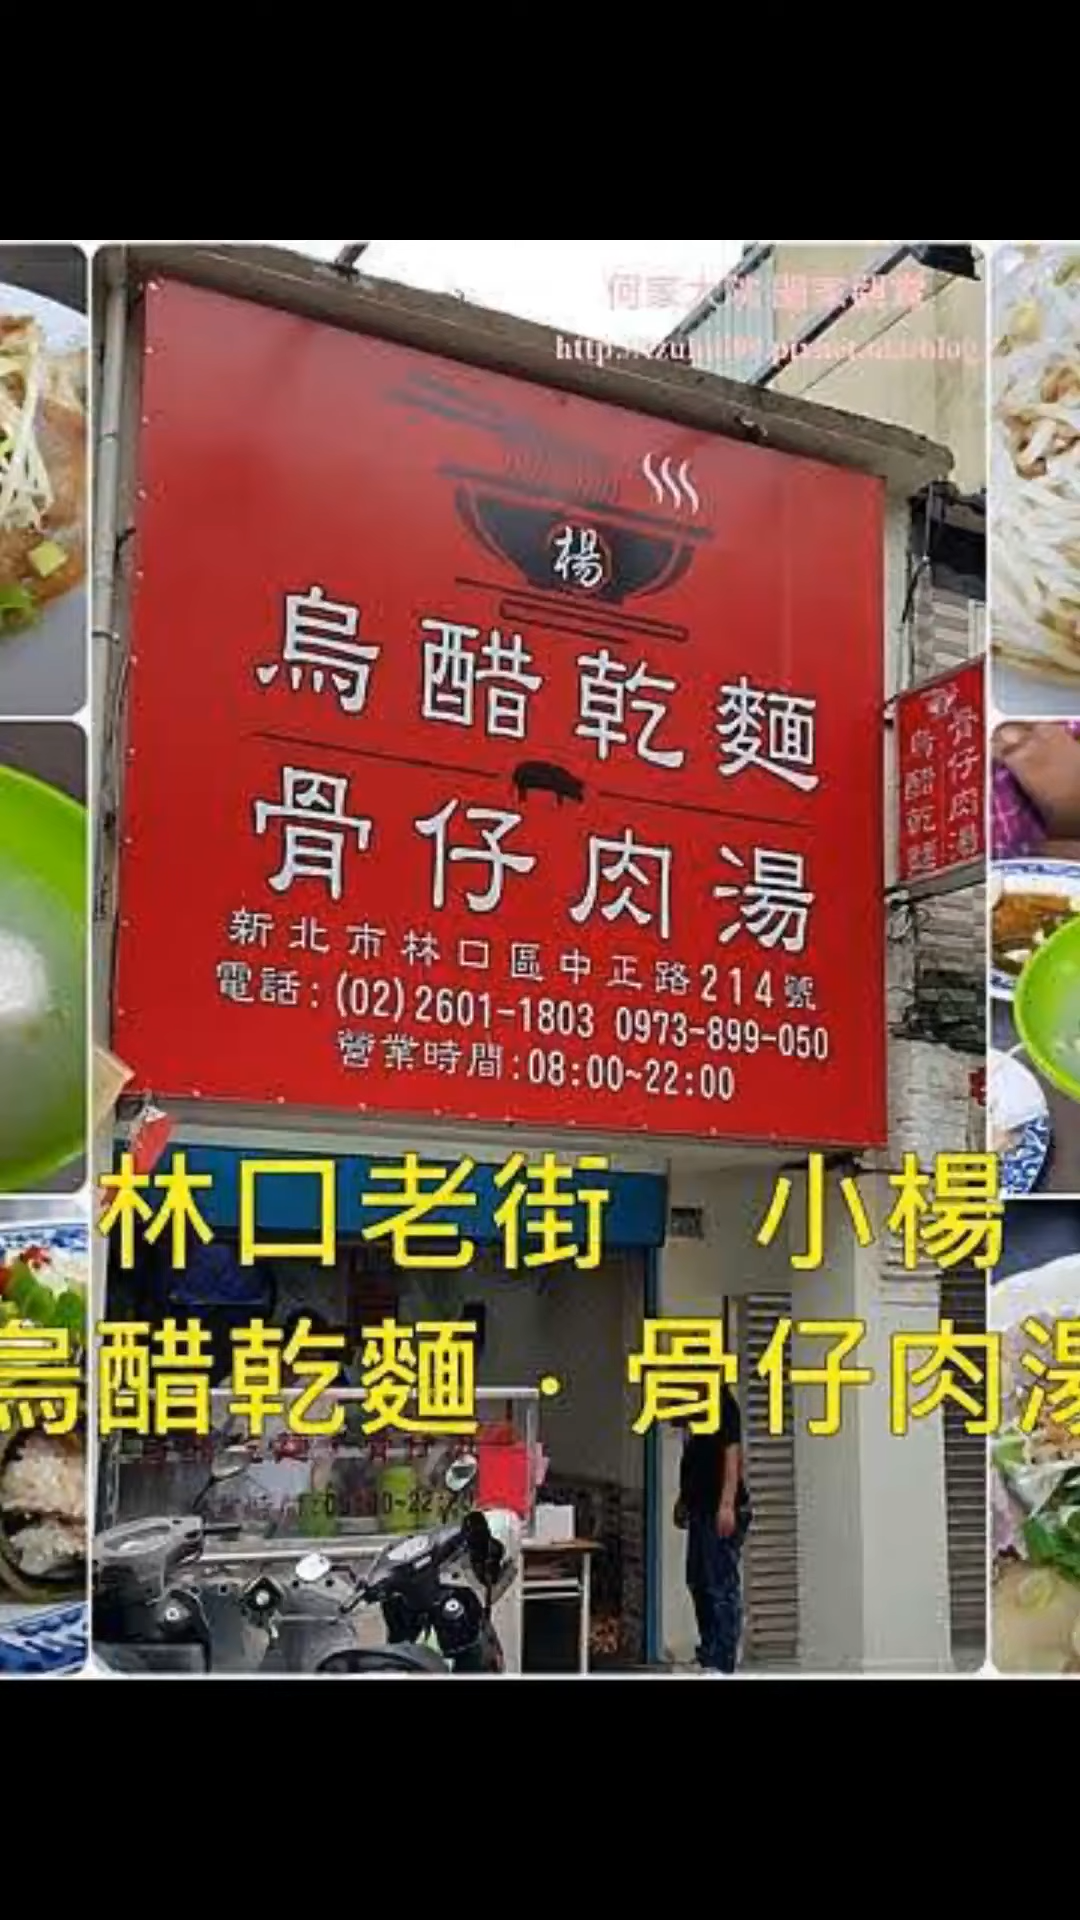 楊
烏醋乾麵
骨仔肉湯
新北市林口區中正路214號
電話:(02)2601-1803 0973-899-050
營業時間:08:00~22:00
骨仔肉湯
烏醋乾麵
林口老街 小楊
烏醋乾麵·骨仔肉湯